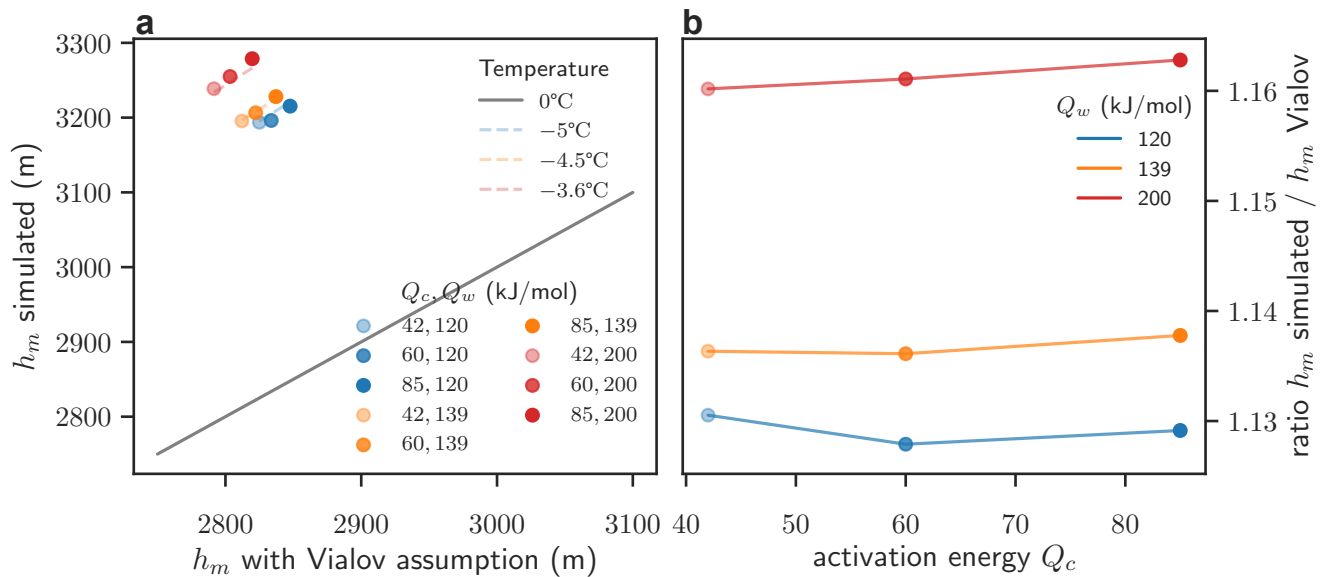 a
3300
3200
3100
3000
2900
2800
h_m simulated (m)
Temperature
0°C
−5°C
−4.5°C
−3.6°C
Q_c, Q_w (kJ/mol)
42, 120
60, 120
85, 120
42, 139
60, 139
85, 139
42, 200
60, 200
85, 200
2800 2900 3000 3100
h_m with Vialov assumption (m)
b
Q_w (kJ/mol)
120
139
200
1.16
1.15
1.14
1.13
ratio h_m simulated / h_m Vialov
40 50 60 70 80
activation energy Q_c